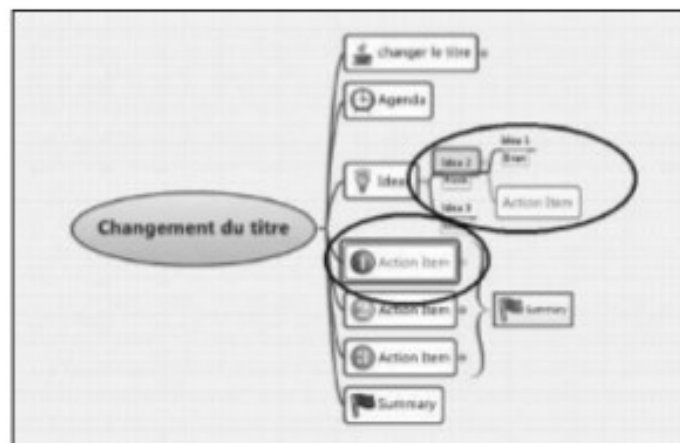 changer le titre
Agenda
Idea 1
Idea 2
Idea
Action Item
Idea 3
Changement du titre
Action Item
Action Item
Summary
Action Item
Summary